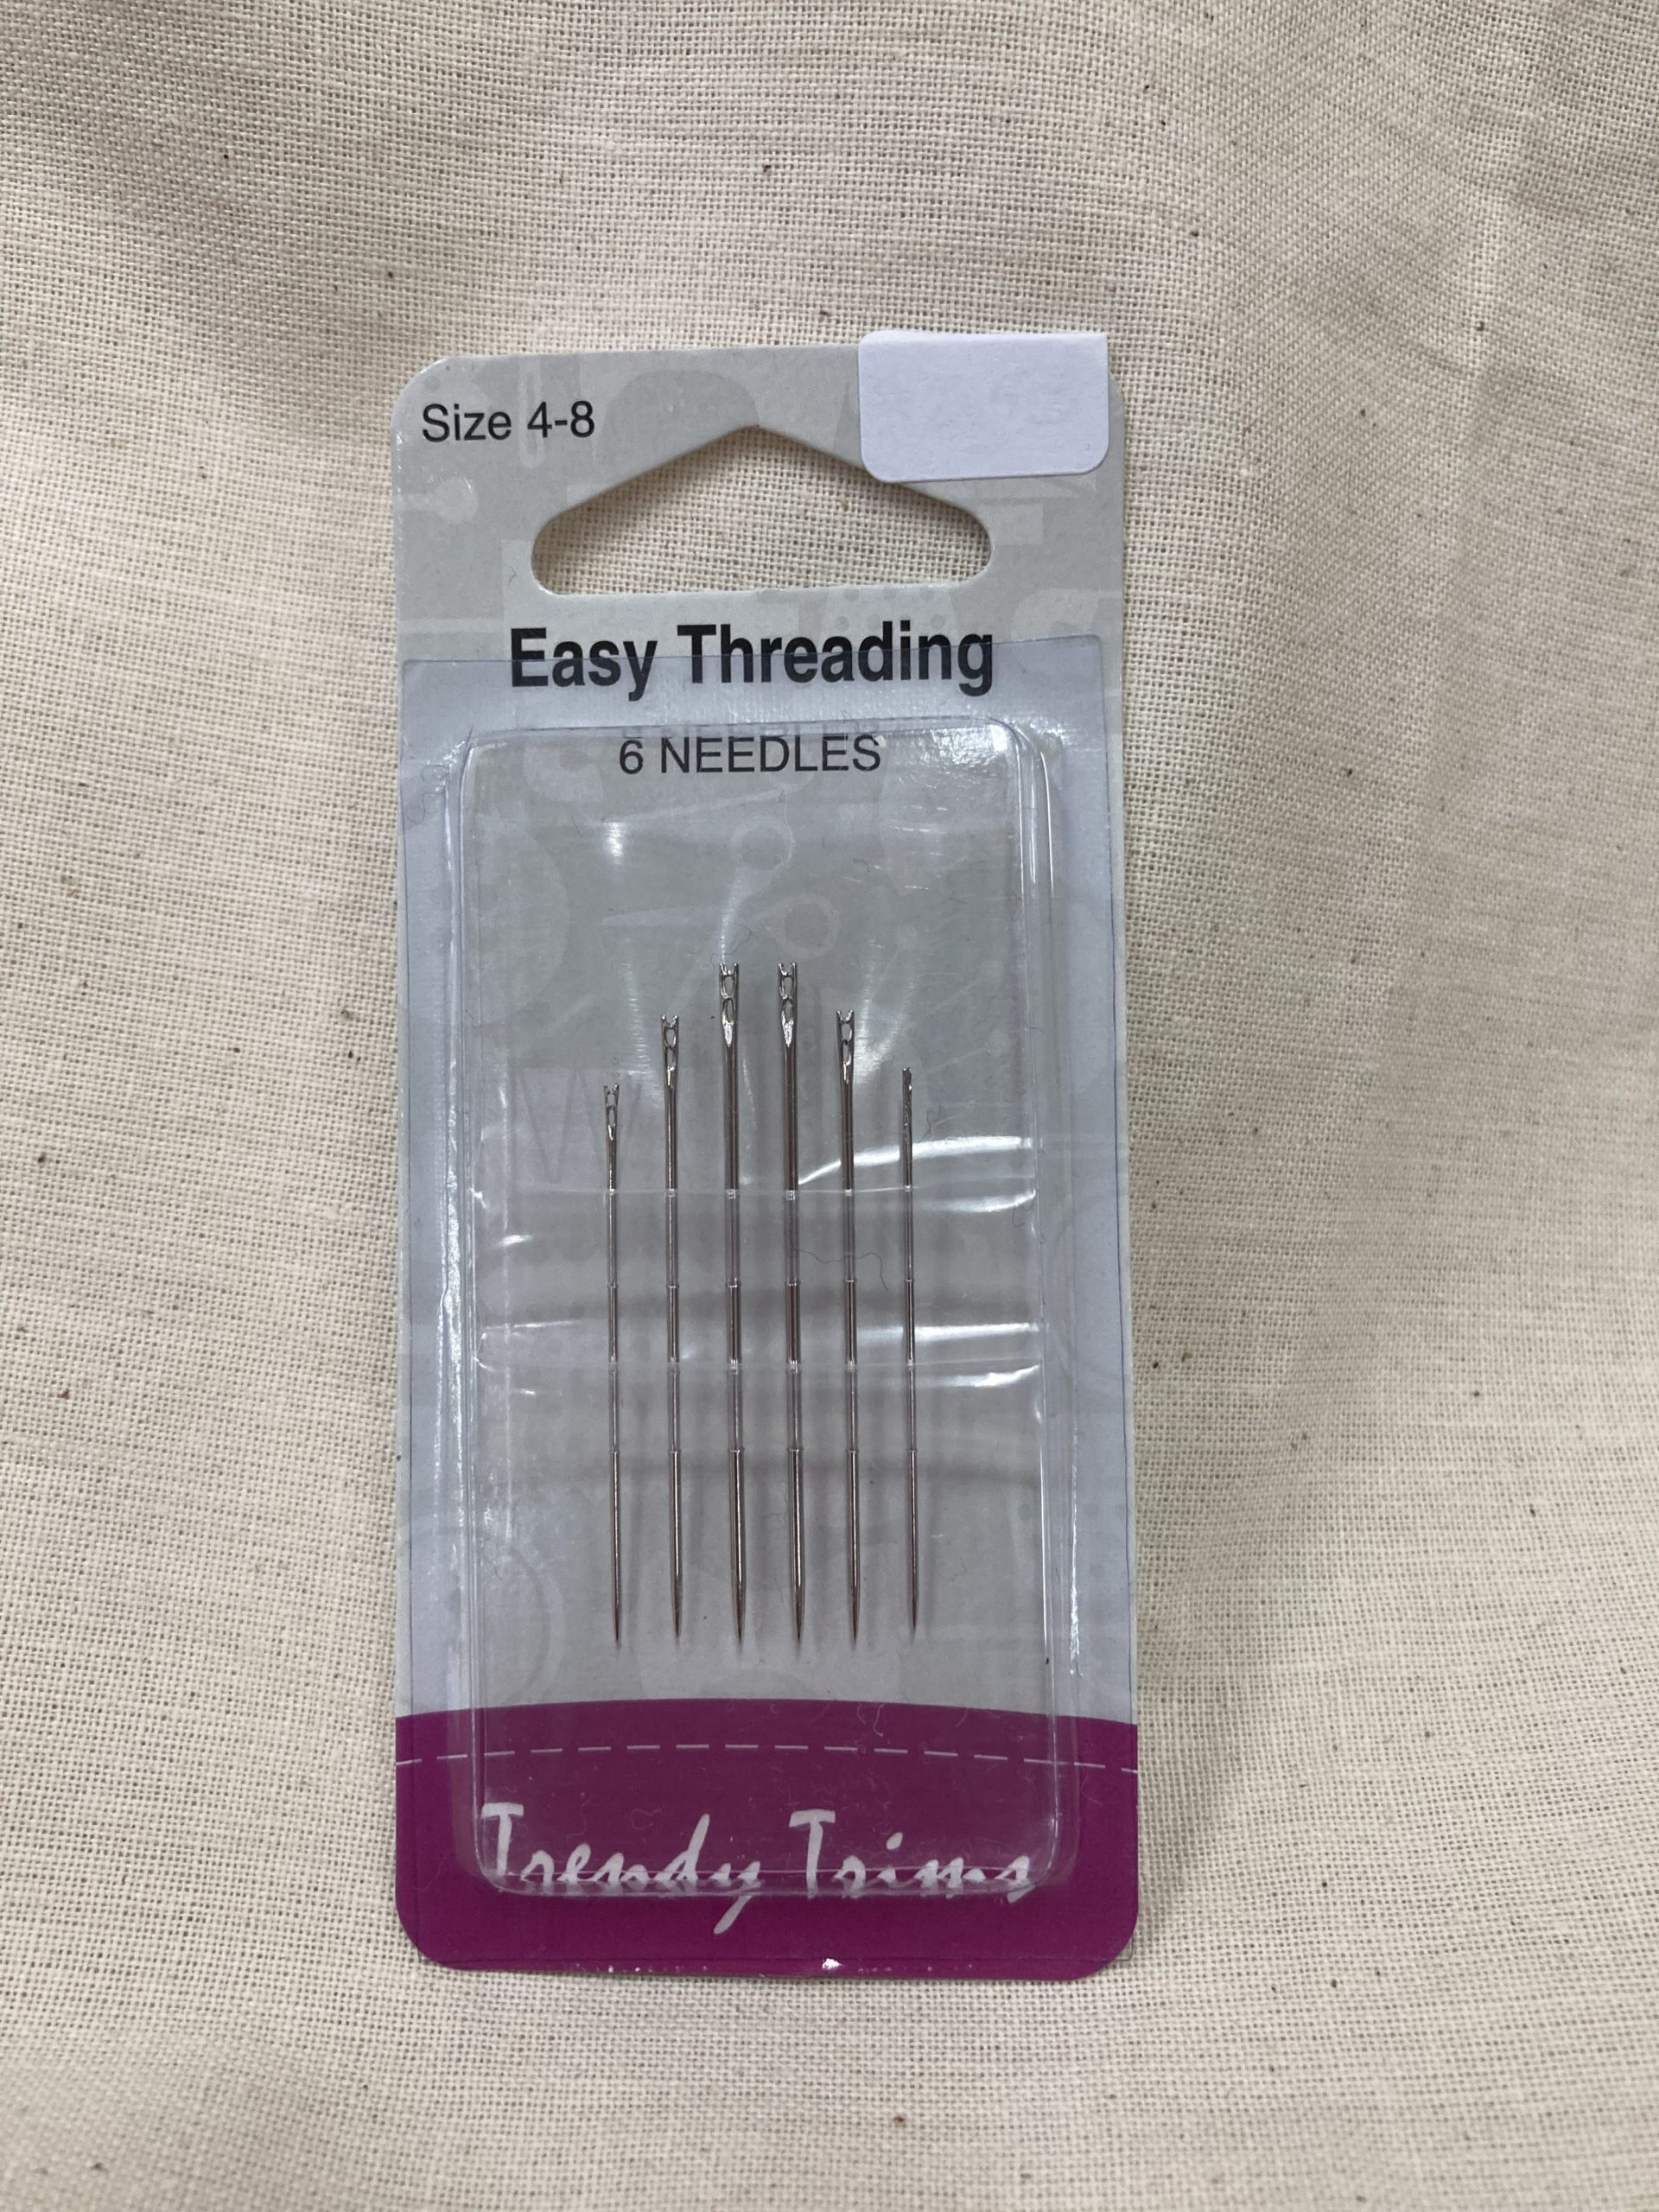 Size 4-8
Easy Threading
6 NEEDLES
Trendy Trims